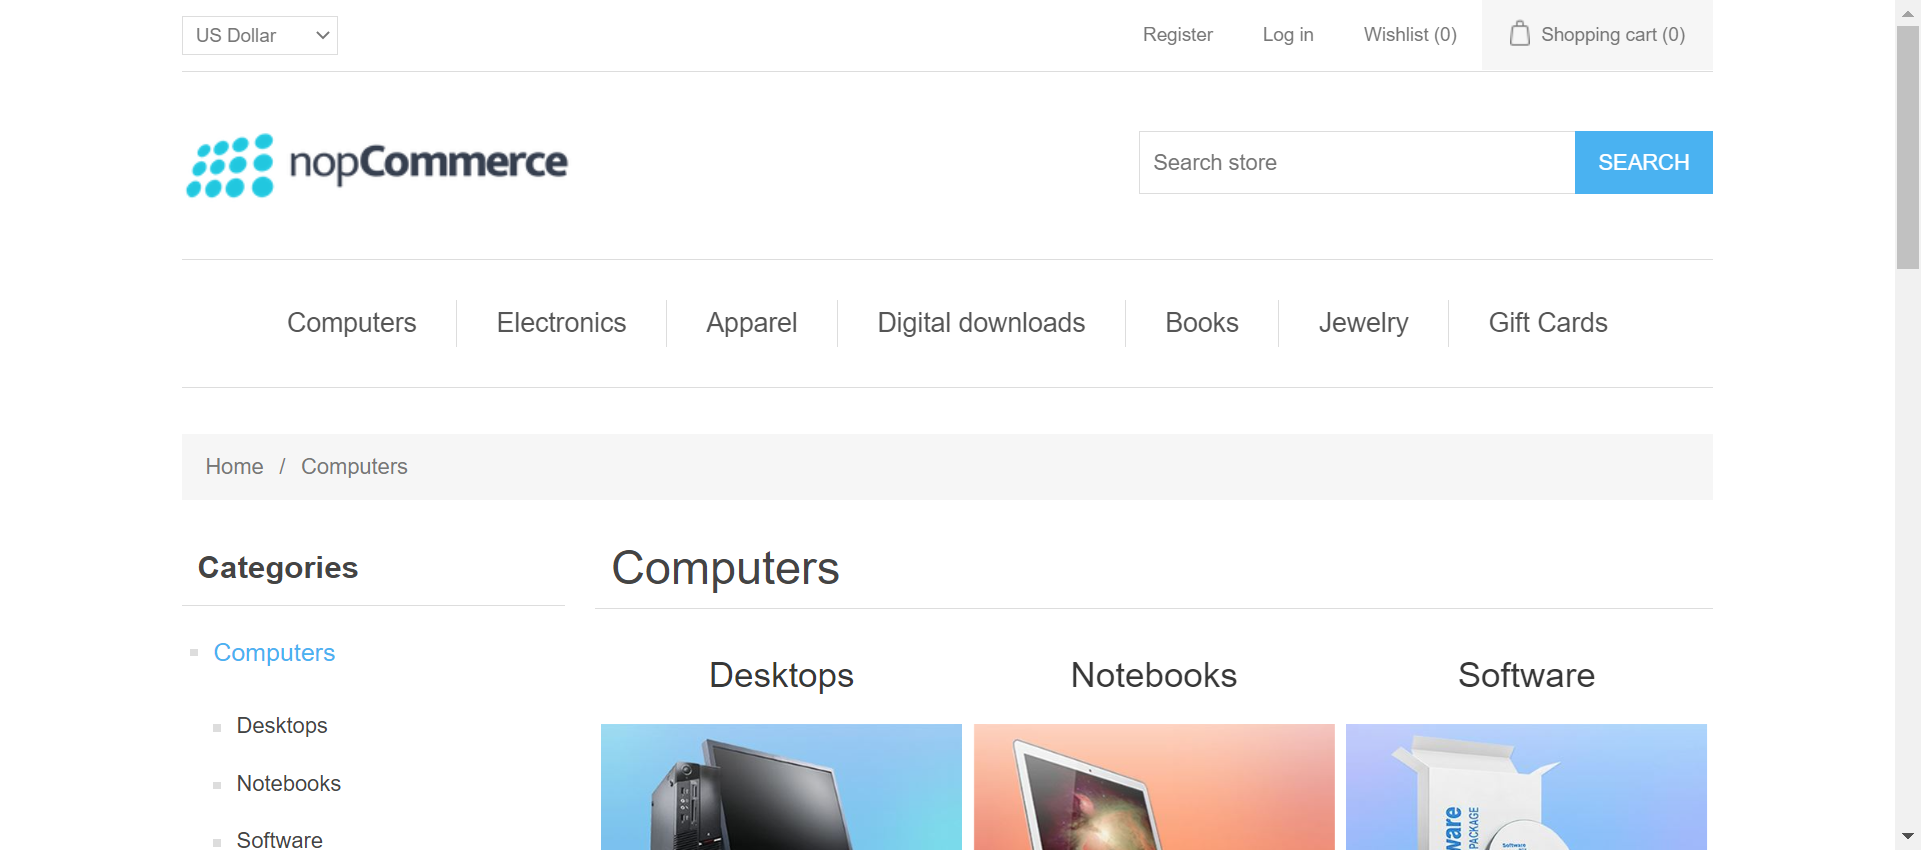 US Dollar
Register
Log in
Wishlist (0)
Shopping cart (0)
nopCommerce
Search store
SEARCH
Computers
Electronics
Apparel
Digital downloads
Books
Jewelry
Gift Cards
Home / Computers
Categories
Computers
Desktops
Notebooks
Software
Computers
Desktops
Notebooks
Software
ware
PACKAGE
Software